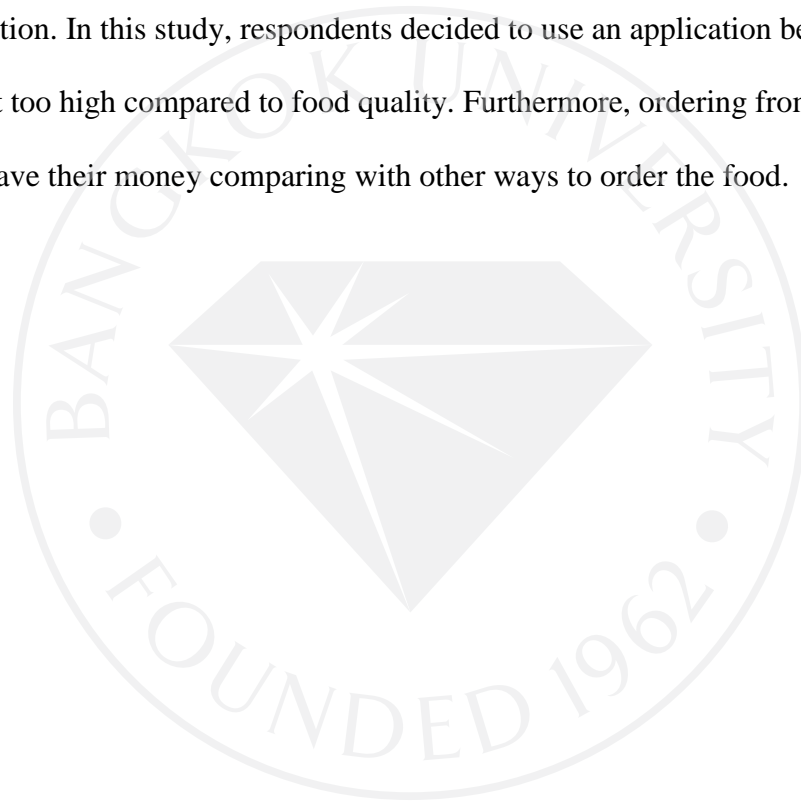 tion. In this study, respondents decided to use an application be
t too high compared to food quality. Furthermore, ordering from
ave their money comparing with other ways to order the food.
BANGKOK UNIVERSITY
FOUNDED 1962